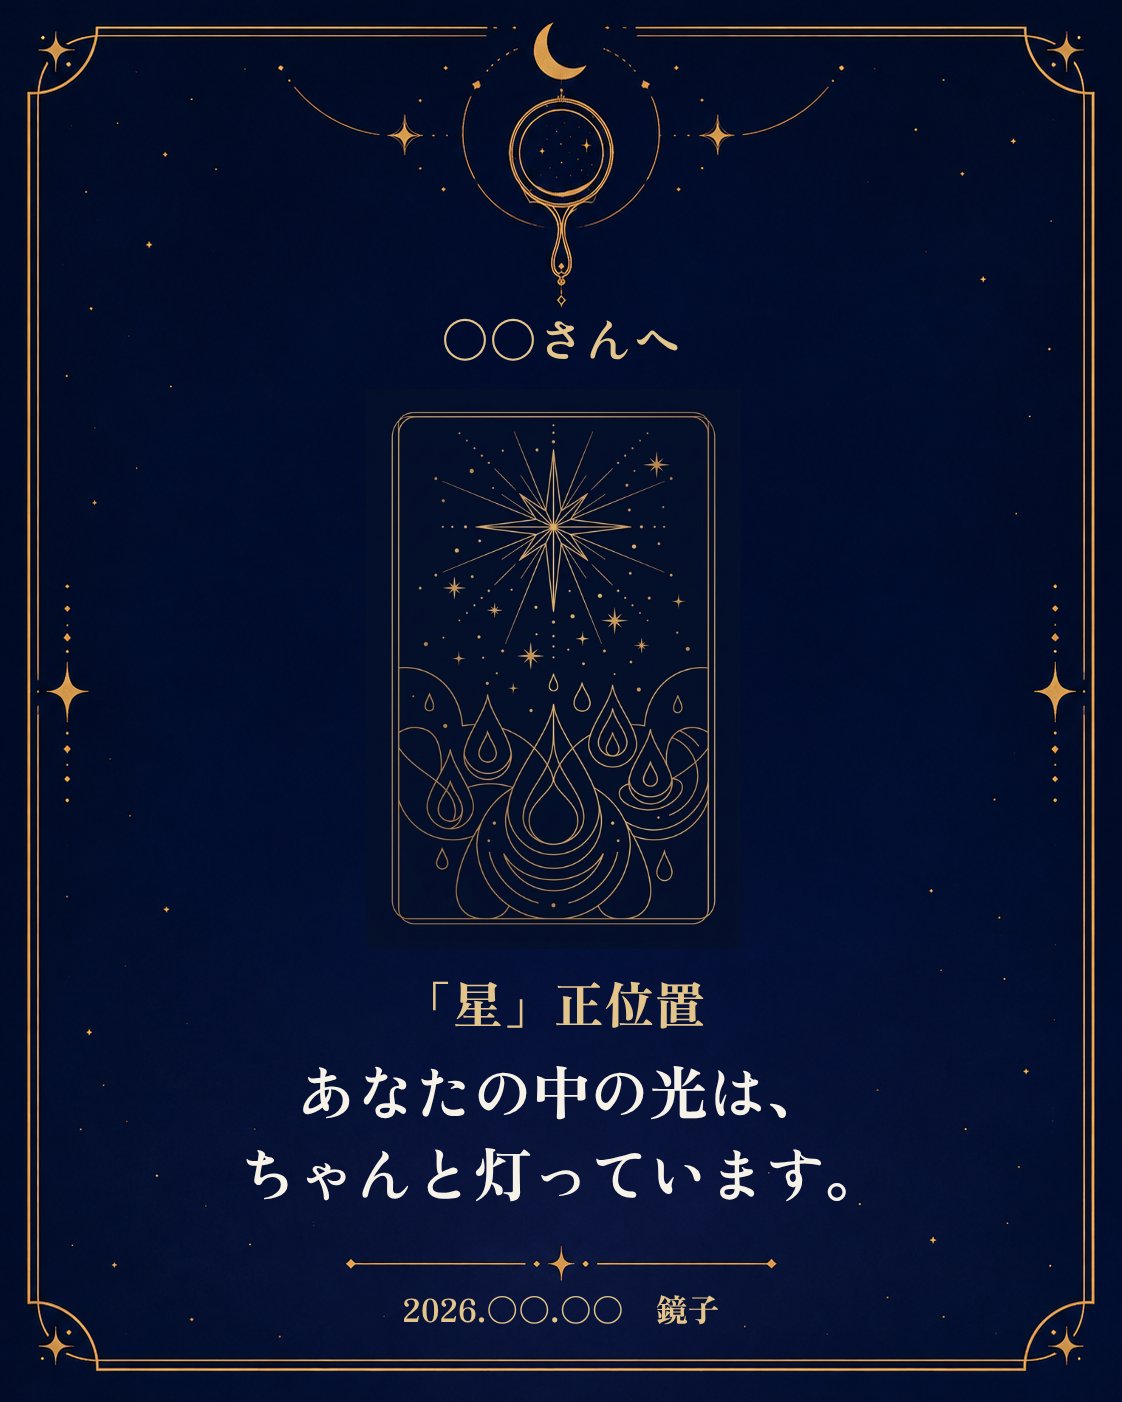 〇〇さんへ
「星」正位置
あなたの中の光は、
ちゃんと灯っています。
2026.〇〇.〇〇　鏡子